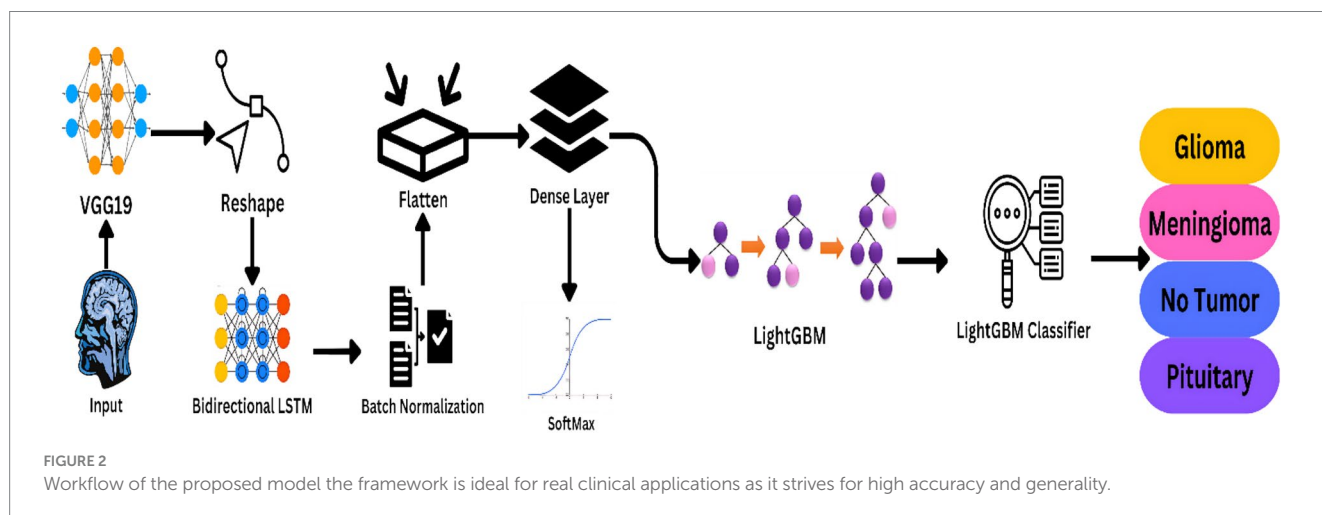 VGG19
Reshape
Flatten
Dense Layer
Input
Bidirectional LSTM
Batch Normalization
SoftMax
LightGBM
LightGBM Classifier
Glioma
Meningioma
No Tumor
Pituitary
FIGURE 2
Workflow of the proposed model the framework is ideal for real clinical applications as it strives for high accuracy and generality.